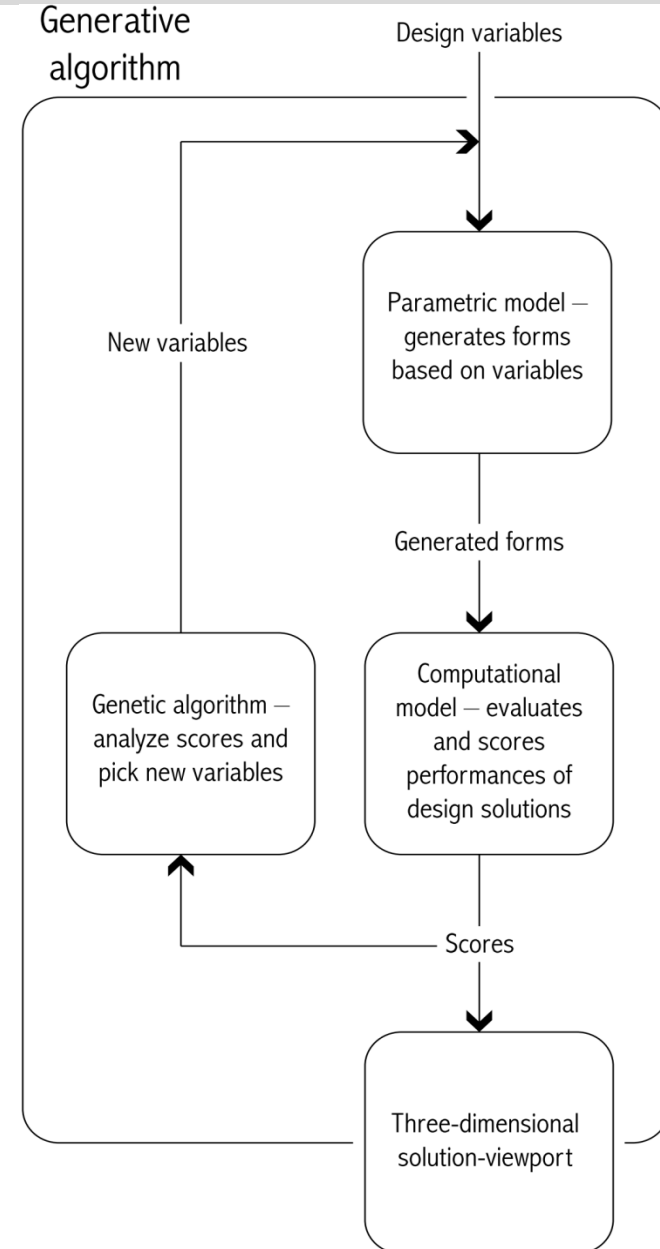 Generative
algorithm
Design variables
Parametric model –
generates forms
based on variables
New variables
Generated forms
Genetic algorithm –
analyze scores and
pick new variables
Computational
model – evaluates
and scores
performances of
design solutions
Scores
Three-dimensional
solution-viewport